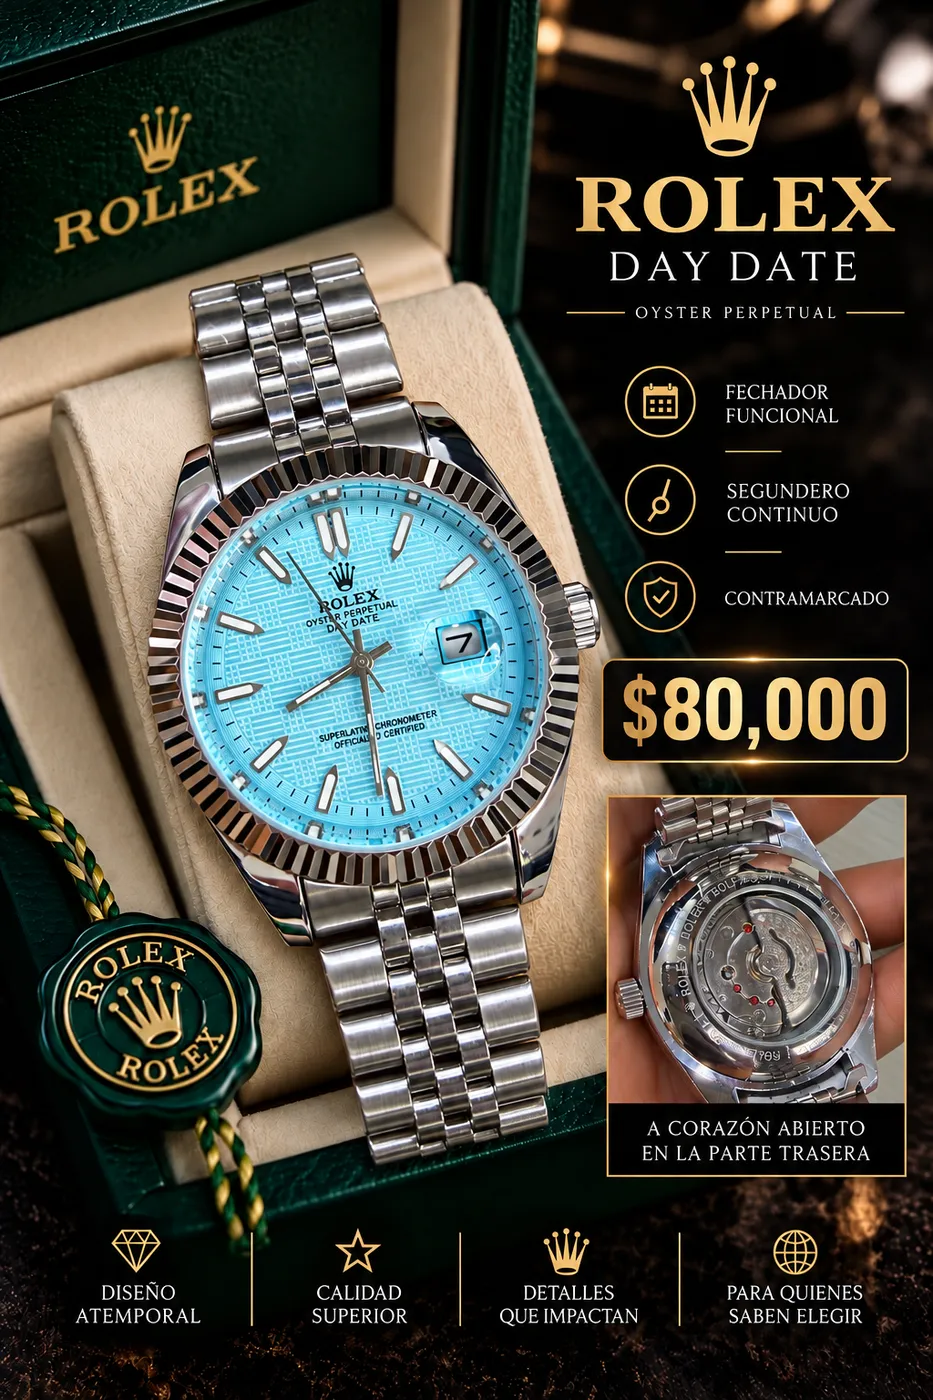 ROLEX
ROLEX
DAY DATE
OYSTER PERPETUAL
FECHADOR
FUNCIONAL
SEGUNDERO
CONTINUO
CONTRAMARCADO
$80,000
ROLEX
OYSTER PERPETUAL
DAY DATE
7
SUPERLATIVE CHRONOMETER
OFFICIALLY CERTIFIED
ROLEX
ROLEX
A CORAZÓN ABIERTO
EN LA PARTE TRASERA
DISEÑO
ATEMPORAL
CALIDAD
SUPERIOR
DETALLES
QUE IMPACTAN
PARA QUIENES
SABEN ELEGIR